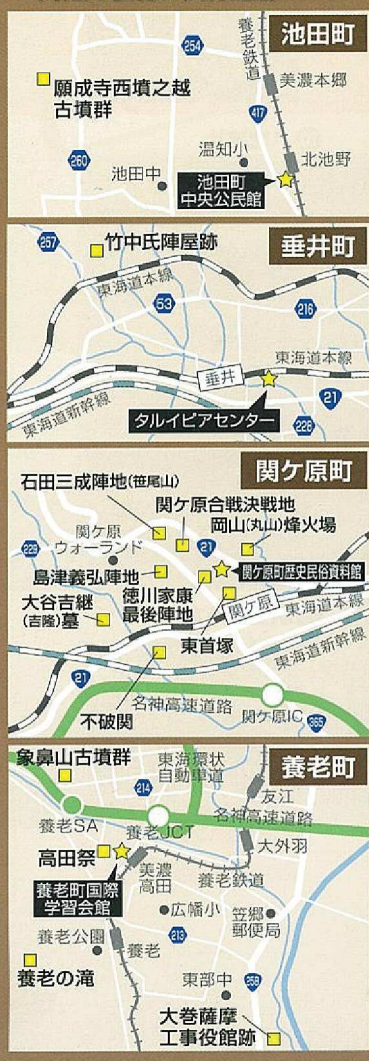 池田町
254
養老鉄道
美濃本郷
願成寺西墳之越
古墳群
417
温知小
北池野
260
池田中
池田町
中央公民館
垂井町
257
竹中氏陣屋跡
東海道本線
53
216
東海道本線
垂井
21
東海道新幹線
タルイピアセンター
228
関ケ原町
石田三成陣地(笹尾山)
関ケ原合戦決戦地
岡山(丸山)烽火場
関ケ原
ウォーランド
229
21
関ケ原町歴史民俗資料館
島津義弘陣地
徳川家康
最後陣地
大谷吉継
(吉隆)墓
関ケ原
東海道本線
東首塚
東海道新幹線
21
不破関
名神高速道路
関ケ原IC
365
養老町
象鼻山古墳群
東海環状
自動車道
214
友江
養老SA
養老JCT
名神高速道路
大外羽
高田祭
美濃
高田
養老鉄道
養老町国際
学習会館
広幡小
笠郷
郵便局
養老公園
養老
213
養老の滝
東部中
258
大巻薩摩
工事役館跡